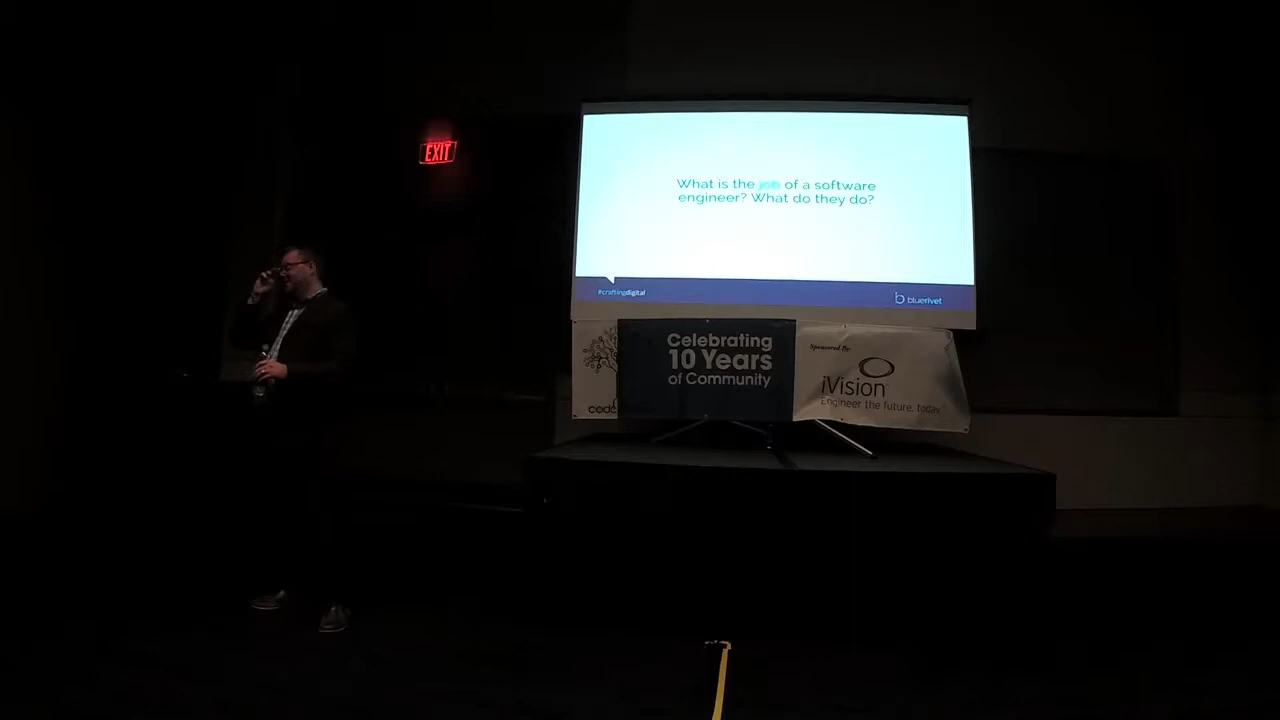 EXIT
What is the job of a software
engineer? What do they do?
#craftingdigital
bluerivet
Celebrating
10 Years
of Community
code
Sponsored By:
iVision
Engineer the future, today